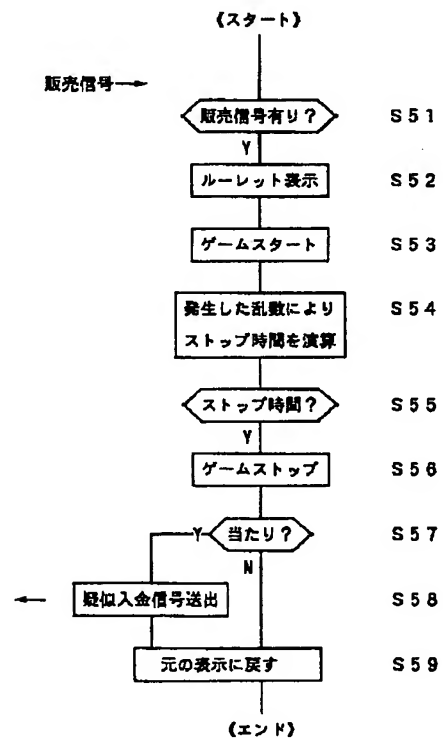 《スタート》
販売信号→
販売信号有り? S51
Y
ルーレット表示 S52
ゲームスタート S53
発生した乱数により S54
ストップ時間を演算
ストップ時間? S55
Y
ゲームストップ S56
Y 当たり? S57
N
← 疑似入金信号送出 S58
元の表示に戻す S59
《エンド》